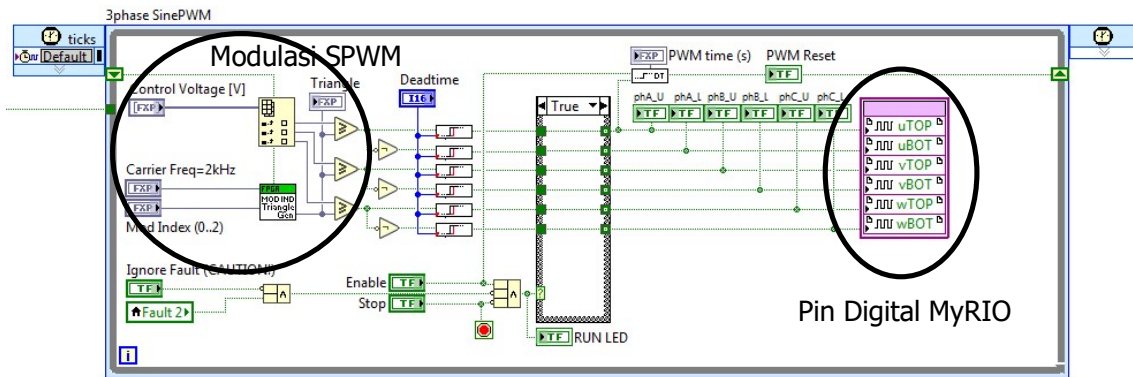 3phase SinePWM
ticks
Default
Modulasi SPWM
Control Voltage [V]
FXP
Triangle
FXP
Deadtime
I16
FXP PWM time (s)
DT
PWM Reset
TF
phA_U phA_L phB_U phB_L phC_U phC_L
TF TF TF TF TF TF
True
uTOP
uBOT
vTOP
vBOT
wTOP
wBOT
Carrier Freq=2kHz
FXP
FXP
FPGA
MOD IND
Triangle
Gen
Mod Index (0..2)
Ignore Fault (CAUTION!)
TF
Fault 2
Enable TF
Stop TF
TF RUN LED
Pin Digital MyRIO
i